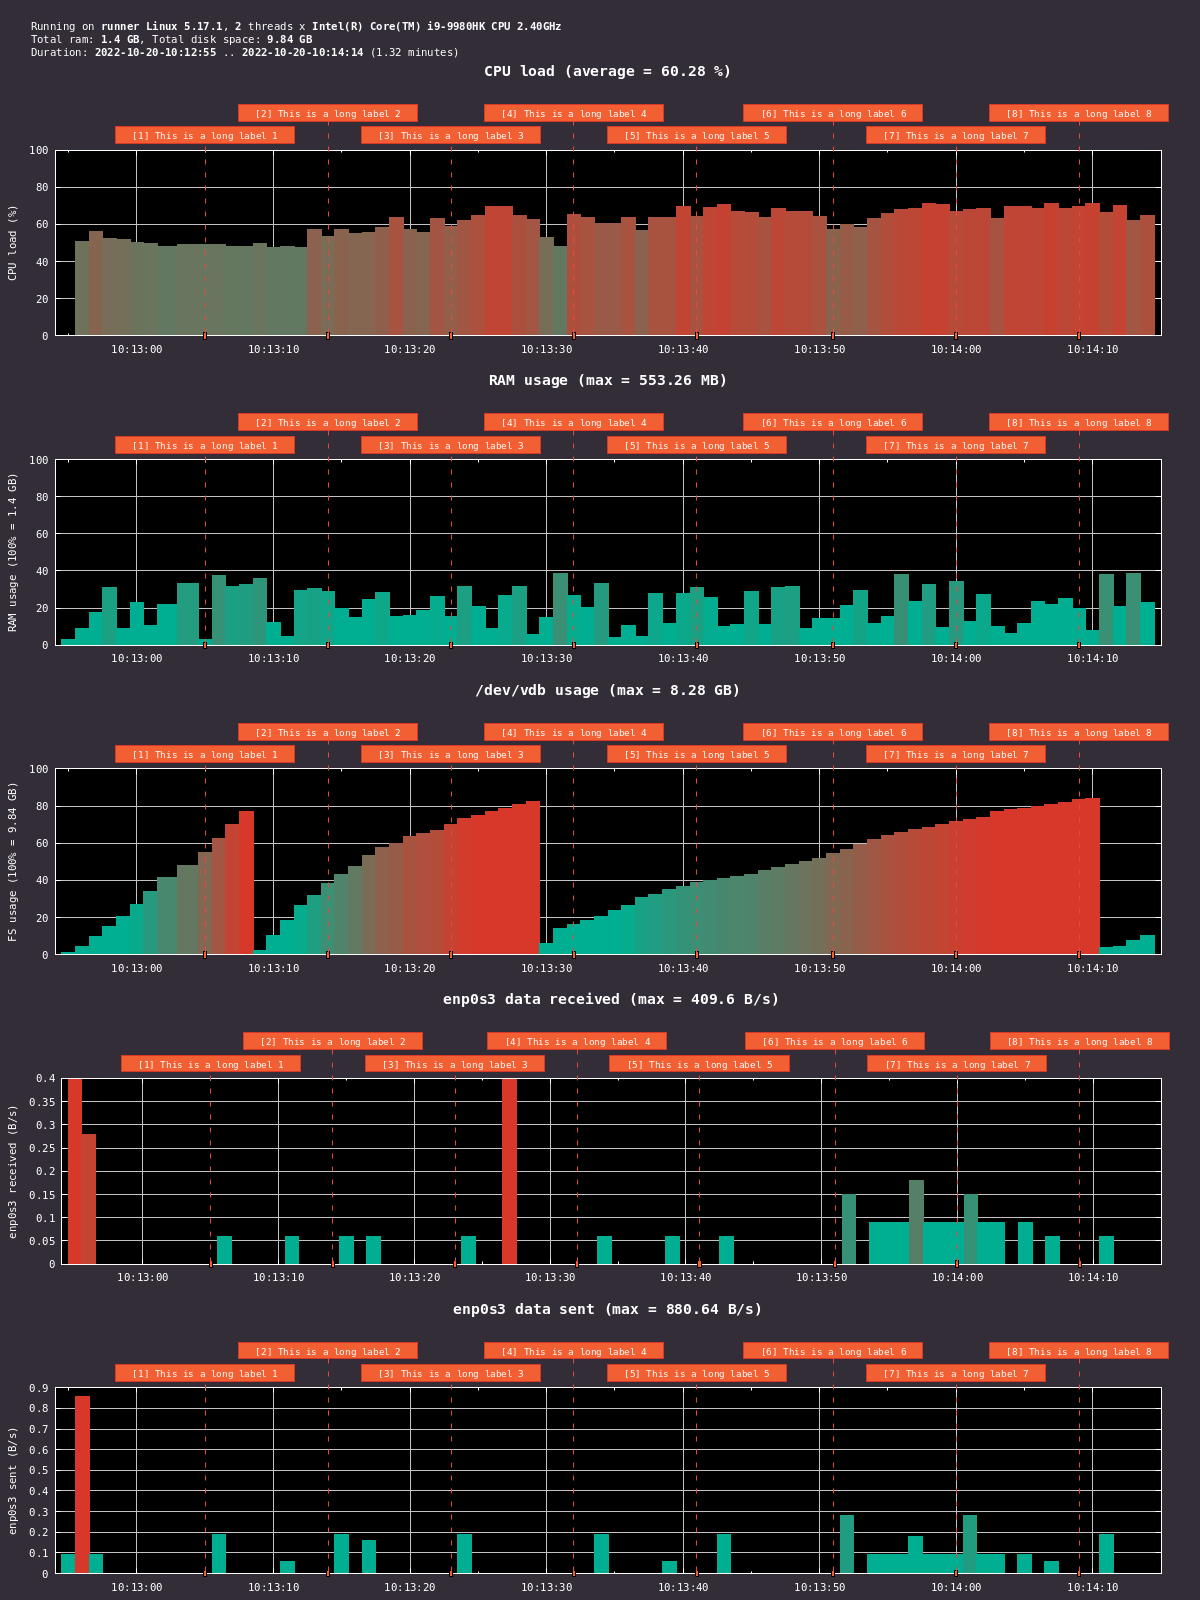 Running on runner Linux 5.17.1, 2 threads x Intel(R) Core(TM) i9-9980HK CPU 2.40GHz
Total ram: 1.4 GB, Total disk space: 9.84 GB
Duration: 2022-10-20-10:12:55 .. 2022-10-20-10:14:14 (1.32 minutes)
CPU load (average = 60.28 %)
[2] This is a long label 2
[4] This is a long label 4
[6] This is a long label 6
[8] This is a long label 8
[1] This is a long label 1
[3] This is a long label 3
[5] This is a long label 5
[7] This is a long label 7
CPU load (%)
100
80
60
40
20
0
10:13:00
10:13:10
10:13:20
10:13:30
10:13:40
10:13:50
10:14:00
10:14:10
RAM usage (max = 553.26 MB)
[2] This is a long label 2
[4] This is a long label 4
[6] This is a long label 6
[8] This is a long label 8
[1] This is a long label 1
[3] This is a long label 3
[5] This is a long label 5
[7] This is a long label 7
RAM usage (100% = 1.4 GB)
100
80
60
40
20
0
10:13:00
10:13:10
10:13:20
10:13:30
10:13:40
10:13:50
10:14:00
10:14:10
/dev/vdb usage (max = 8.28 GB)
[2] This is a long label 2
[4] This is a long label 4
[6] This is a long label 6
[8] This is a long label 8
[1] This is a long label 1
[3] This is a long label 3
[5] This is a long label 5
[7] This is a long label 7
FS usage (100% = 9.84 GB)
100
80
60
40
20
0
10:13:00
10:13:10
10:13:20
10:13:30
10:13:40
10:13:50
10:14:00
10:14:10
enp0s3 data received (max = 409.6 B/s)
[2] This is a long label 2
[4] This is a long label 4
[6] This is a long label 6
[8] This is a long label 8
[1] This is a long label 1
[3] This is a long label 3
[5] This is a long label 5
[7] This is a long label 7
enp0s3 received (B/s)
0.4
0.35
0.3
0.25
0.2
0.15
0.1
0.05
0
10:13:00
10:13:10
10:13:20
10:13:30
10:13:40
10:13:50
10:14:00
10:14:10
enp0s3 data sent (max = 880.64 B/s)
[2] This is a long label 2
[4] This is a long label 4
[6] This is a long label 6
[8] This is a long label 8
[1] This is a long label 1
[3] This is a long label 3
[5] This is a long label 5
[7] This is a long label 7
enp0s3 sent (B/s)
0.9
0.8
0.7
0.6
0.5
0.4
0.3
0.2
0.1
0
10:13:00
10:13:10
10:13:20
10:13:30
10:13:40
10:13:50
10:14:00
10:14:10